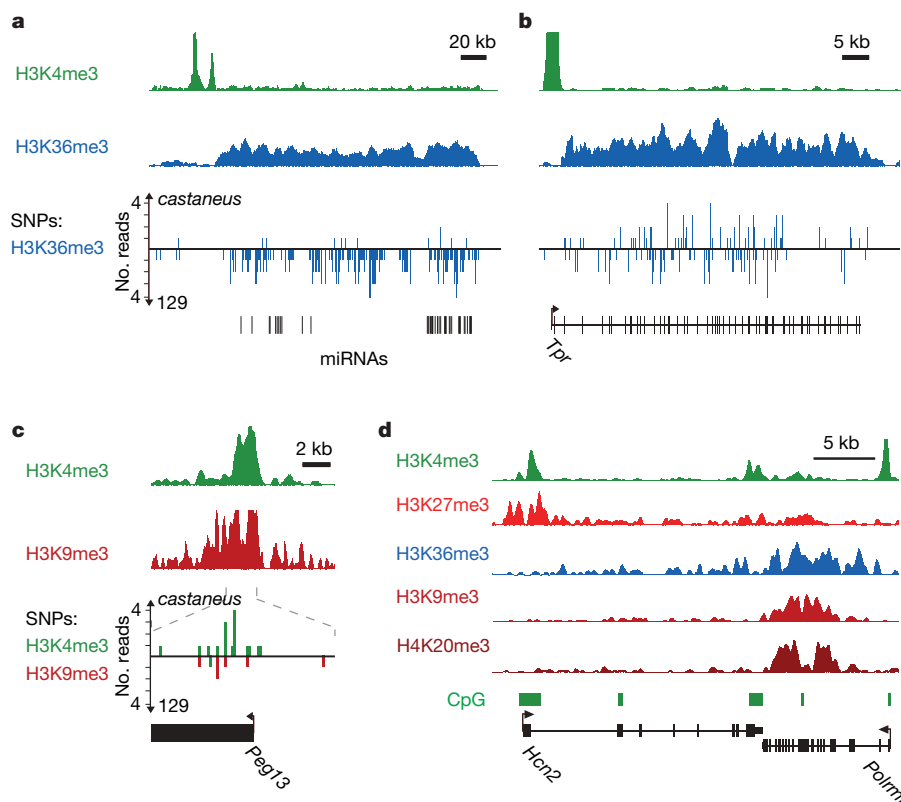 a
20 kb
H3K4me3
H3K36me3
SNPs:
H3K36me3
No. reads
4
castaneus
4
129
miRNAs
b
5 kb
Tpr
c
2 kb
H3K4me3
H3K9me3
SNPs:
H3K4me3
H3K9me3
No. reads
4
castaneus
4
129
Peg13
d
5 kb
H3K4me3
H3K27me3
H3K36me3
H3K9me3
H4K20me3
CpG
Hcn2